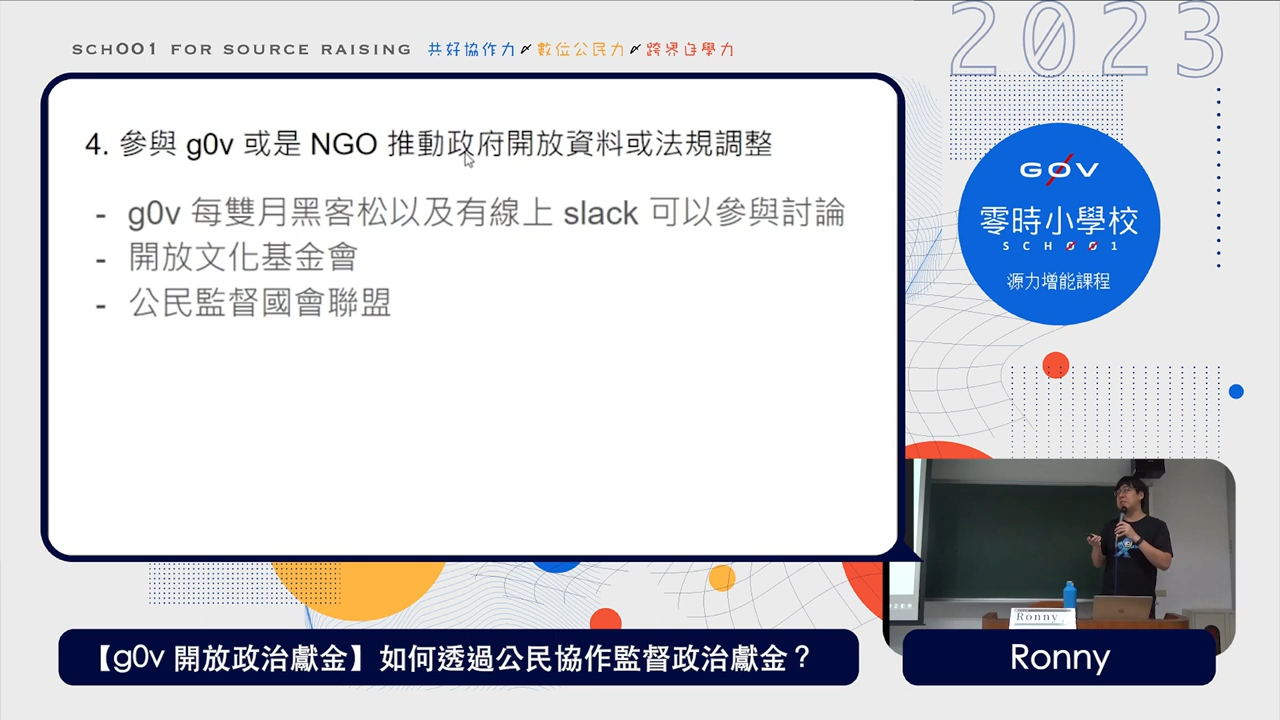 SCH001 FOR SOURCE RAISING 共好協作力 數位公民力 跨界自學力
2023
4. 參與 g0v 或是 NGO 推動政府開放資料或法規調整
- g0v 每雙月黑客松以及有線上 slack 可以參與討論
- 開放文化基金會
- 公民監督國會聯盟
G0V
零時小學校
SCH001
源力增能課程
Ronny
【g0v 開放政治獻金】如何透過公民協作監督政治獻金？
Ronny